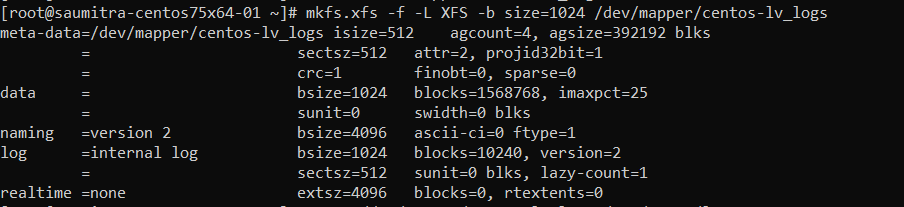 [root@saumitra-centos75x64-01 ~]# mkfs.xfs -f -L XFS -b size=1024 /dev/mapper/centos-lv_logs
meta-data=/dev/mapper/centos-lv_logs isize=512    agcount=4, agsize=392192 blks
         =                       sectsz=512   attr=2, projid32bit=1
         =                       crc=1        finobt=0, sparse=0
data     =                       bsize=1024   blocks=1568768, imaxpct=25
         =                       sunit=0      swidth=0 blks
naming   =version 2              bsize=4096   ascii-ci=0 ftype=1
log      =internal log           bsize=1024   blocks=10240, version=2
         =                       sectsz=512   sunit=0 blks, lazy-count=1
realtime =none                   extsz=4096   blocks=0, rtextents=0